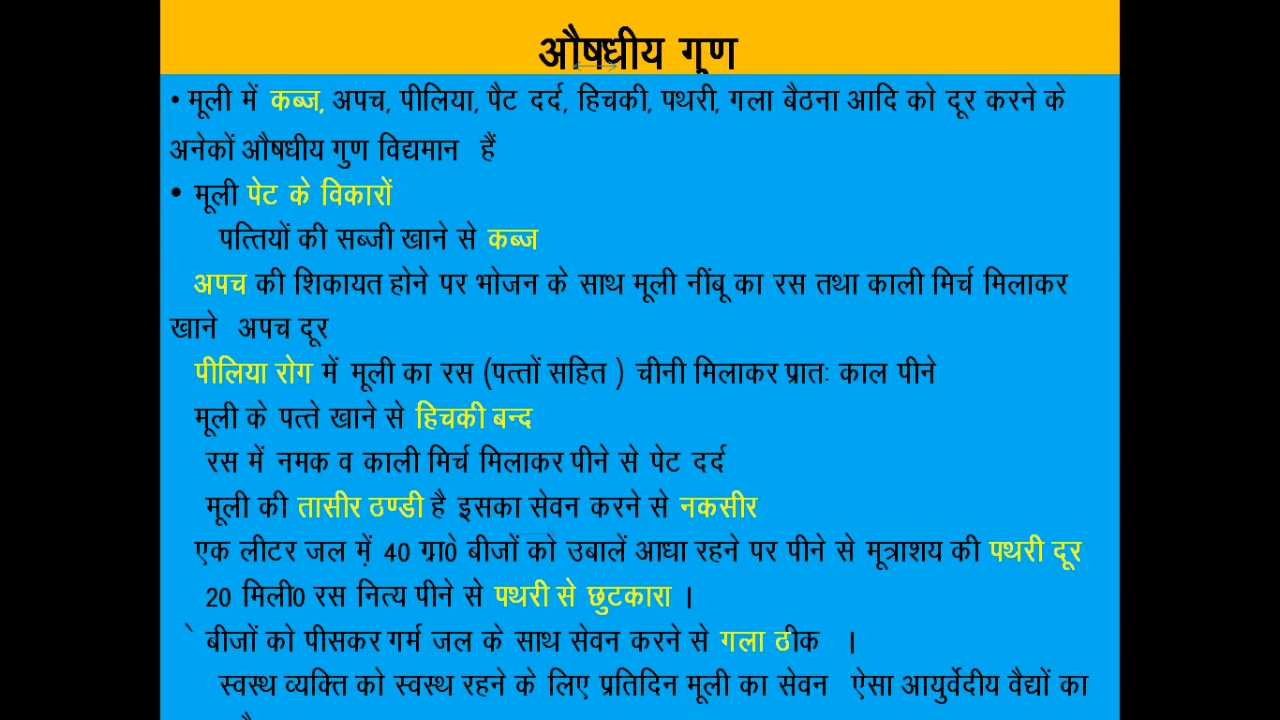 औषधीय गुण
• मूली में कब्ज, अपच, पीलिया, पैट दर्द, हिचकी, पथरी, गला बैठना आदि को दूर करने के
अनेकों औषधीय गुण विद्यमान हैं
• मूली पेट के विकारों
पत्तियों की सब्जी खाने से कब्ज
अपच की शिकायत होने पर भोजन के साथ मूली नींबू का रस तथा काली मिर्च मिलाकर
खाने अपच दूर
पीलिया रोग में मूली का रस (पत्तों सहित ) चीनी मिलाकर प्रातः काल पीने
मूली के पत्ते खाने से हिचकी बन्द
रस में नमक व काली मिर्च मिलाकर पीने से पेट दर्द
मूली की तासीर ठण्डी है इसका सेवन करने से नकसीर
एक लीटर जल में़ 40 ग्रा0 बीजों को उबालें आधा रहने पर पीने से मूत्राशय की पथरी दूर
20 मिली0 रस नित्य पीने से पथरी से छुटकारा ।
` बीजों को पीसकर गर्म जल के साथ सेवन करने से गला ठीक ।
स्वस्थ व्यक्ति को स्वस्थ रहने के लिए प्रतिदिन मूली का सेवन ऐसा आयुर्वेदीय वैद्यों का